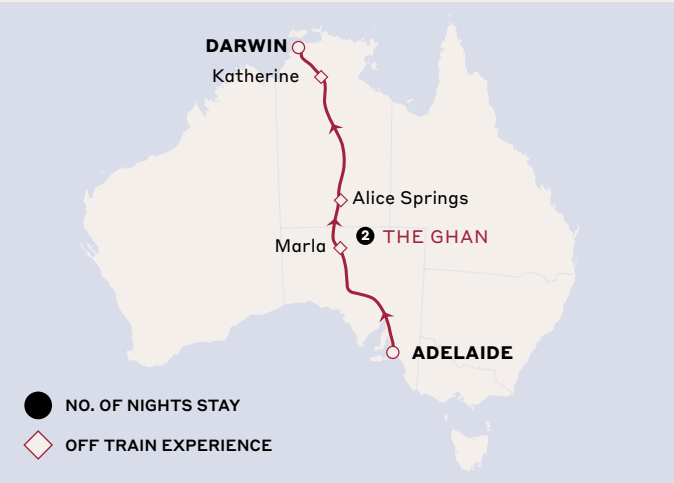 DARWIN
Katherine
Alice Springs
2 THE GHAN
Marla
ADELAIDE
NO. OF NIGHTS STAY
OFF TRAIN EXPERIENCE